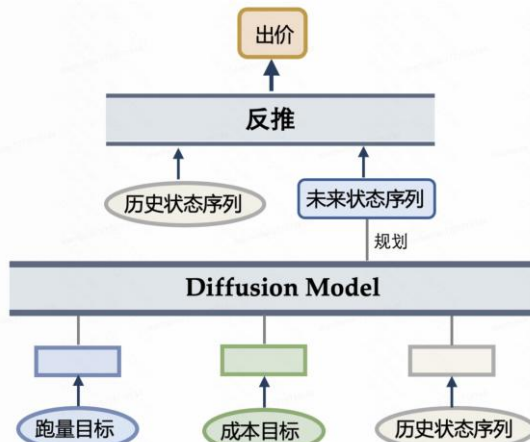 出价
反推
历史状态序列
未来状态序列
规划
Diffusion Model
跑量目标
成本目标
历史状态序列